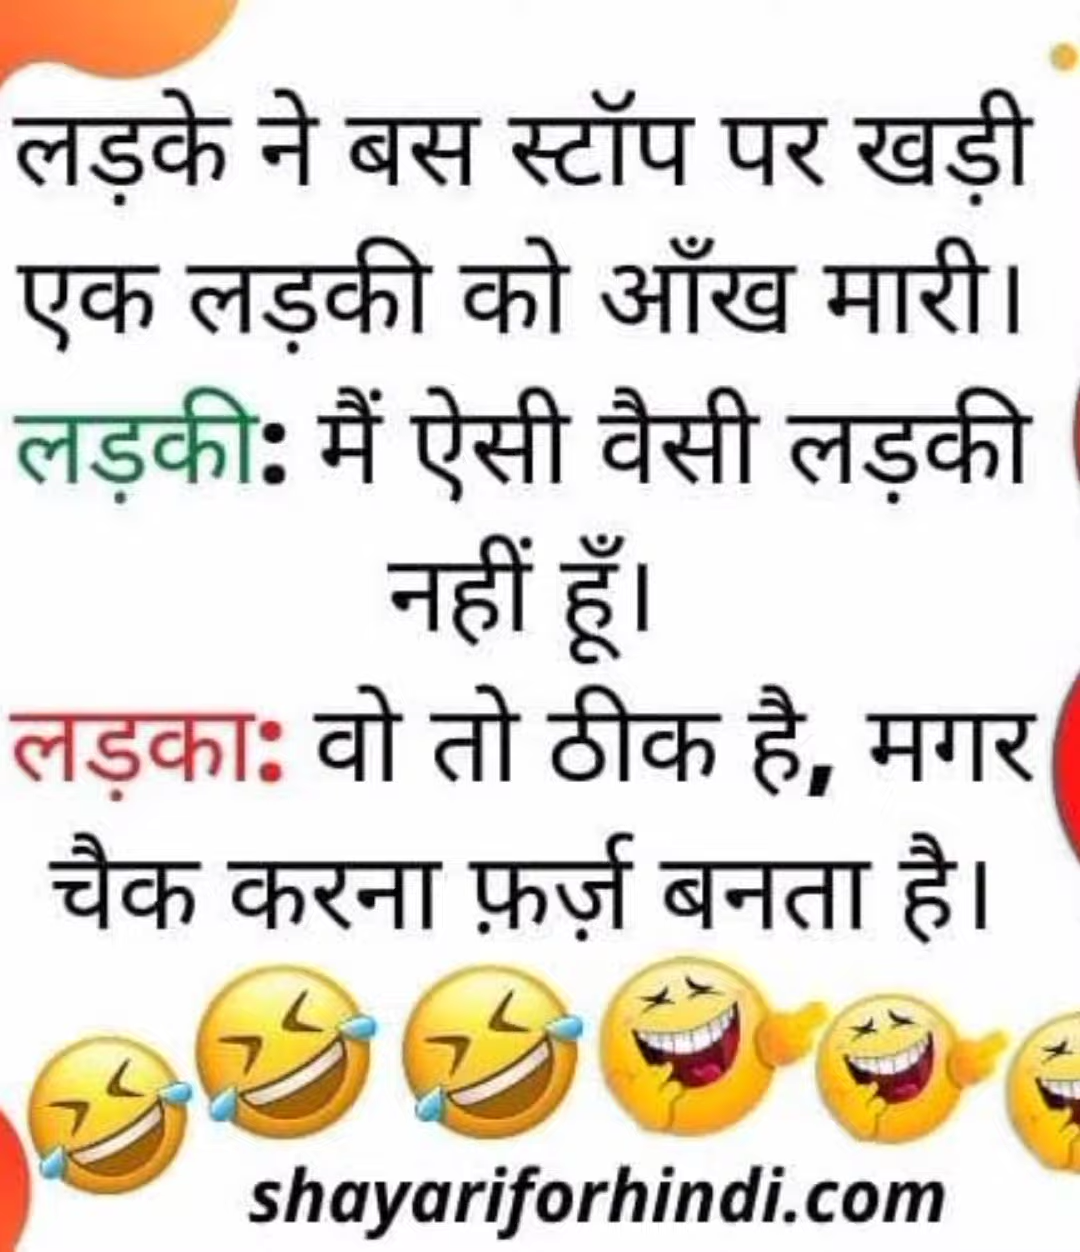 लड़के ने बस स्टॉप पर खड़ी
एक लड़की को आँख मारी।
लड़की: मैं ऐसी वैसी लड़की
नहीं हूँ।
लड़का: वो तो ठीक है, मगर
चैक करना फ़र्ज़ बनता है।
shayariforhindi.com